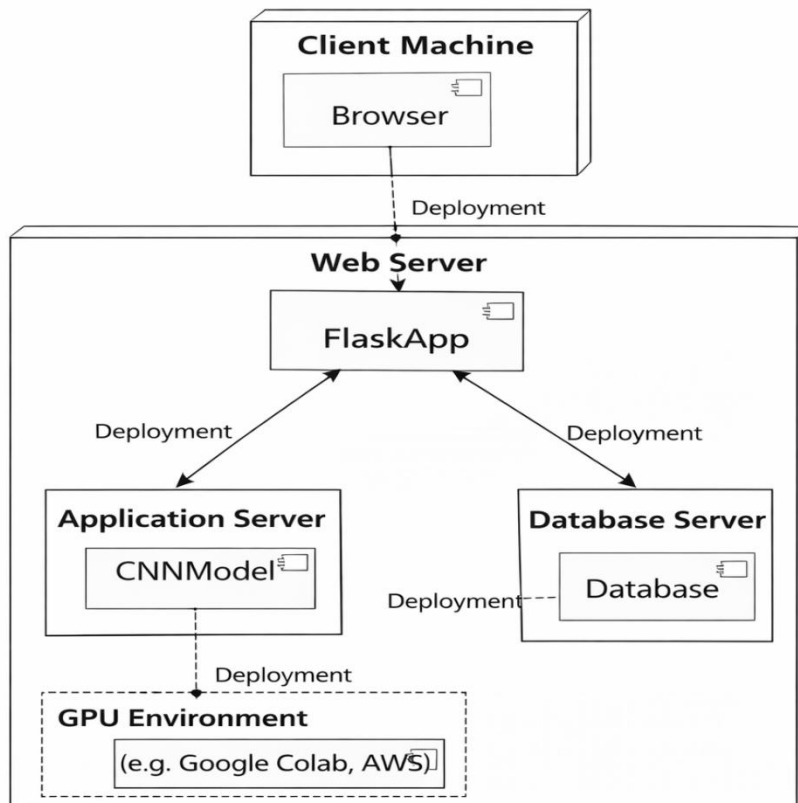 Client Machine
Browser
Deployment
Web Server
FlaskApp
Deployment
Deployment
Application Server
CNNModel
Database Server
Database
Deployment
Deployment
GPU Environment
(e.g. Google Colab, AWS)